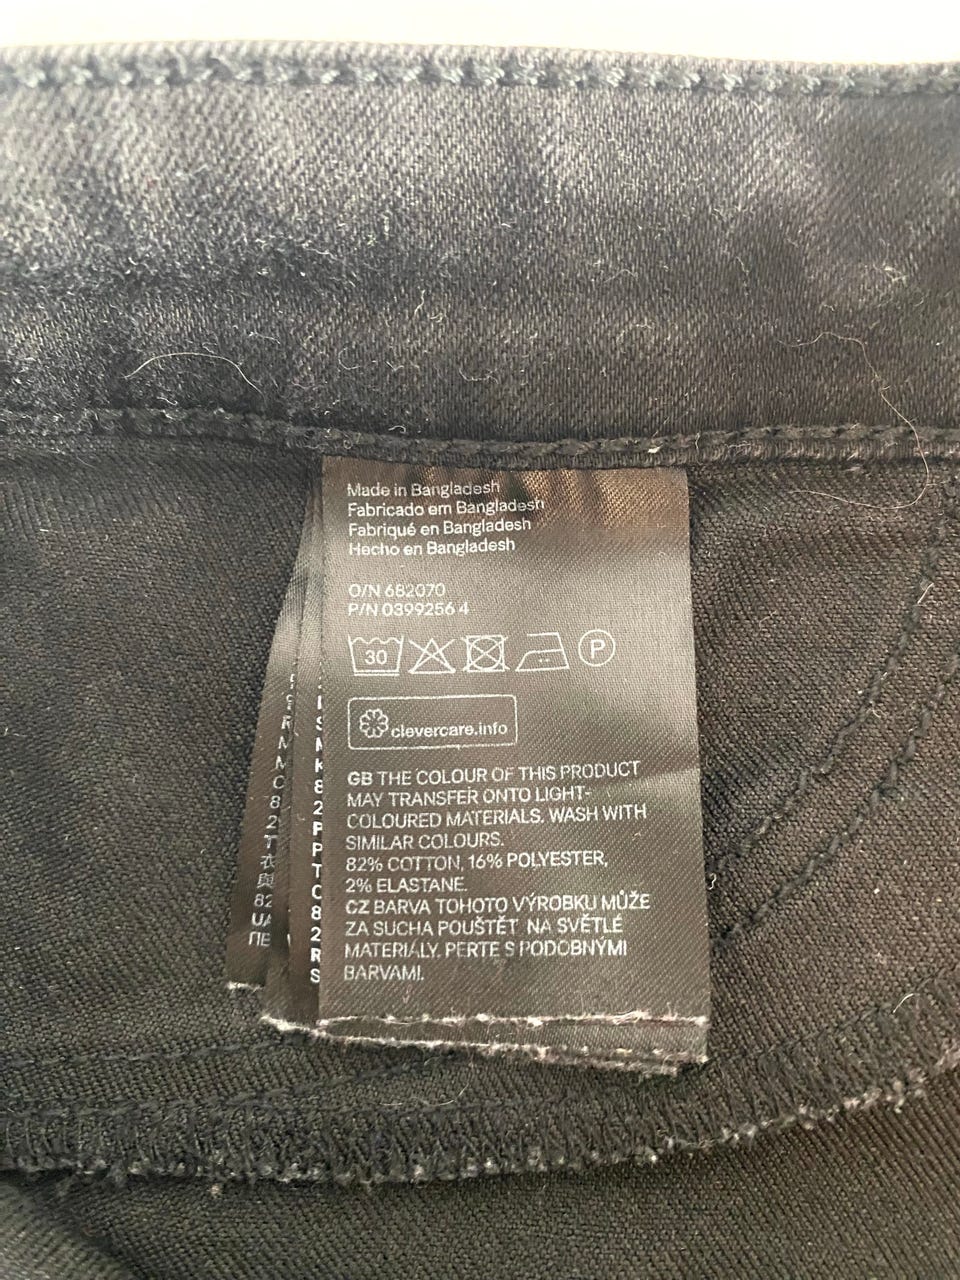 Made in Bangladesh
Fabricado em Bangladesh
Fabriqué en Bangladesh
Hecho en Bangladesh
O/N 682070
P/N 0399256 4
30
P
clevercare.info
GB THE COLOUR OF THIS PRODUCT
MAY TRANSFER ONTO LIGHT-
COLOURED MATERIALS. WASH WITH
SIMILAR COLOURS.
82% COTTON, 16% POLYESTER,
2% ELASTANE.
CZ BARVA TOHOTO VÝROBKU MŮŽE
ZA SUCHA POUŠTĚT NA SVĚTLÉ
MATERIÁLY. PERTE S PODOBNÝMI
BARVAMI.